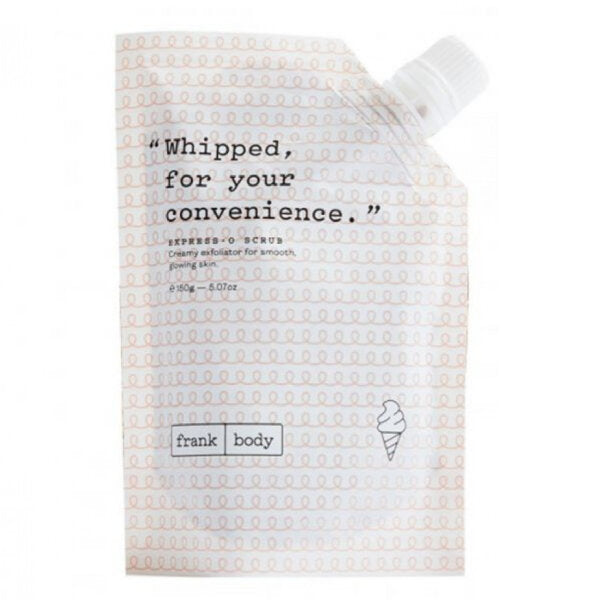 “Whipped,
for your
convenience.”
EXPRESS-O SCRUB
Creamy exfoliator for smooth,
glowing skin.
℮150g — 5.07oz
frank body